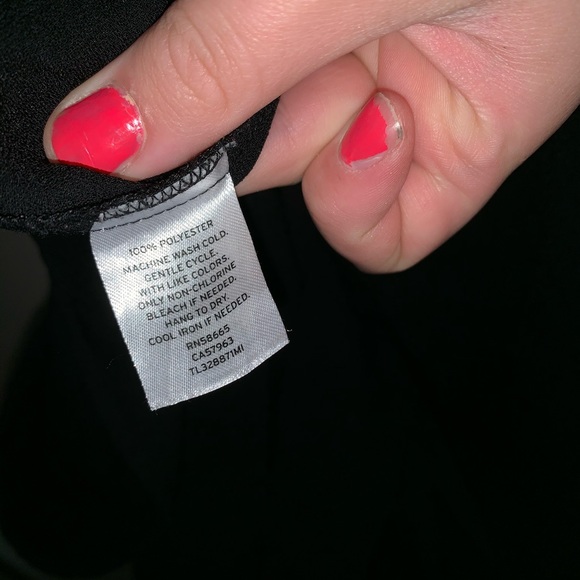 100% POLYESTER
MACHINE WASH COLD.
GENTLE CYCLE.
WITH LIKE COLORS.
ONLY NON-CHLORINE
BLEACH IF NEEDED.
HANG TO DRY.
COOL IRON IF NEEDED.
RN58665
CA57963
TL32B871MI